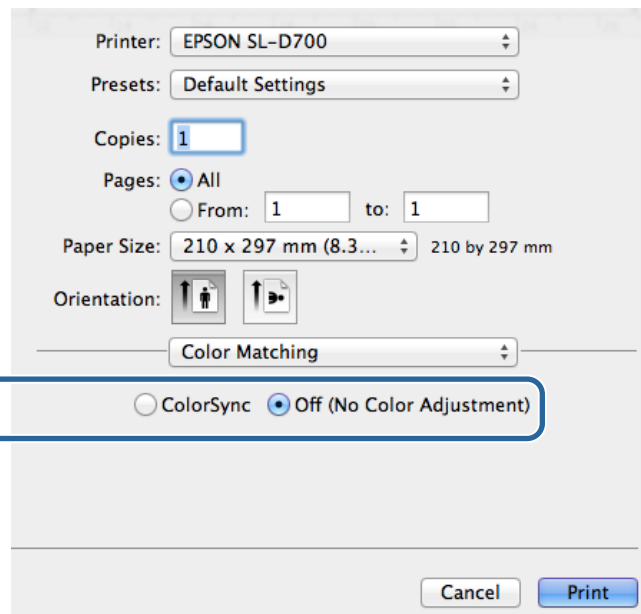 Printer: EPSON SL-D700
Presets: Default Settings
Copies: 1
Pages: All
From: 1 to: 1
Paper Size: 210 x 297 mm (8.3... 210 by 297 mm
Orientation:
Color Matching
ColorSync Off (No Color Adjustment)
Cancel Print